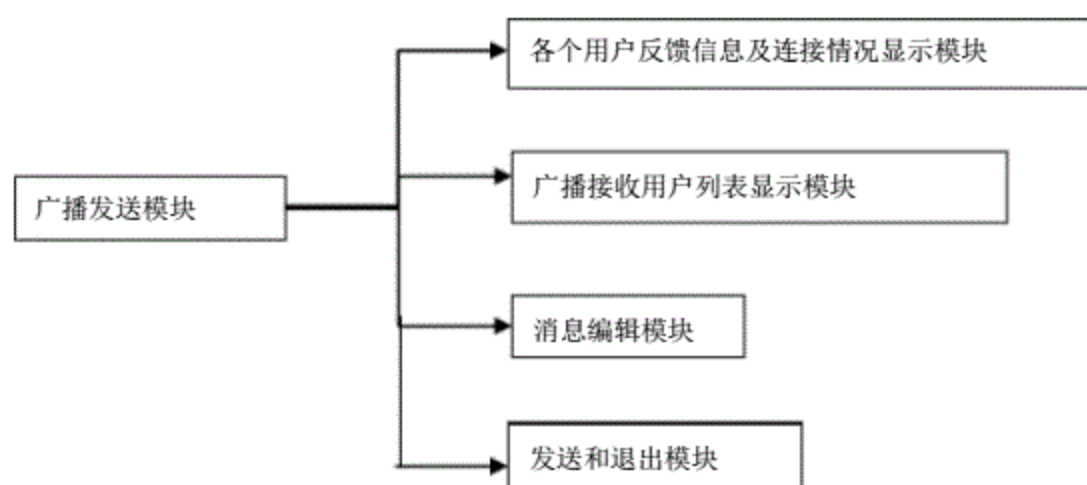 各个用户反馈信息及连接情况显示模块
广播接收用户列表显示模块
广播发送模块
消息编辑模块
发送和退出模块